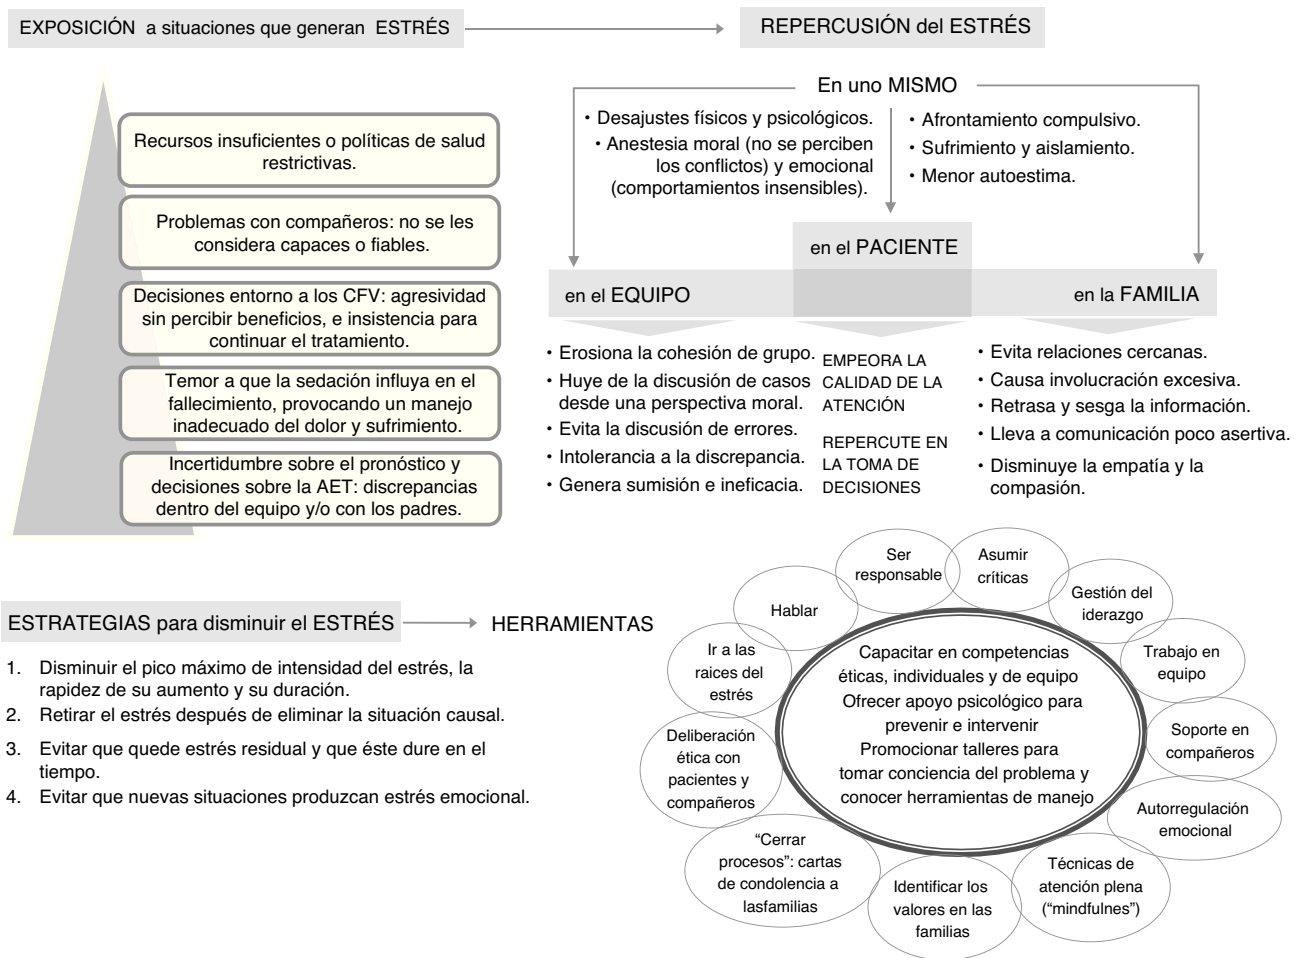 EXPOSICIÓN a situaciones que generan ESTRÉS
REPERCUSIÓN del ESTRÉS
Recursos insuficientes o políticas de salud
restrictivas.
Problemas con compañeros: no se les
considera capaces o fiables.
Decisiones entorno a los CFV: agresividad
sin percibir beneficios, e insistencia para
continuar el tratamiento.
Temor a que la sedación influya en el
fallecimiento, provocando un manejo
inadecuado del dolor y sufrimiento.
Incertidumbre sobre el pronóstico y
decisiones sobre la AET: discrepancias
dentro del equipo y/o con los padres.
En uno MISMO
• Desajustes físicos y psicológicos.
• Anestesia moral (no se perciben
los conflictos) y emocional
(comportamientos insensibles).
• Afrontamiento compulsivo.
• Sufrimiento y aislamiento.
• Menor autoestima.
en el PACIENTE
en el EQUIPO
en la FAMILIA
• Erosiona la cohesión de grupo.
• Huye de la discusión de casos
desde una perspectiva moral.
• Evita la discusión de errores.
• Intolerancia a la discrepancia.
• Genera sumisión e ineficacia.
EMPEORA LA
CALIDAD DE LA
ATENCIÓN
REPERCUTE EN
LA TOMA DE
DECISIONES
• Evita relaciones cercanas.
• Causa involucración excesiva.
• Retrasa y sesga la información.
• Lleva a comunicación poco asertiva.
• Disminuye la empatía y la
compasión.
ESTRATEGIAS para disminuir el ESTRÉS
HERRAMIENTAS
1. Disminuir el pico máximo de intensidad del estrés, la
rapidez de su aumento y su duración.
2. Retirar el estrés después de eliminar la situación causal.
3. Evitar que quede estrés residual y que éste dure en el
tiempo.
4. Evitar que nuevas situaciones produzcan estrés emocional.
Capacitar en competencias
éticas, individuales y de equipo
Ofrecer apoyo psicológico para
prevenir e intervenir
Promocionar talleres para
tomar conciencia del problema y
conocer herramientas de manejo
Ser
responsable
Asumir
críticas
Gestión del
iderazgo
Trabajo en
equipo
Soporte en
compañeros
Autorregulación
emocional
Técnicas de
atención plena
(“mindfulnes”)
Identificar los
valores en las
familias
“Cerrar
procesos”: cartas
de condolencia a
lasfamilias
Deliberación
ética con
pacientes y
compañeros
Ir a las
raices del
estrés
Hablar